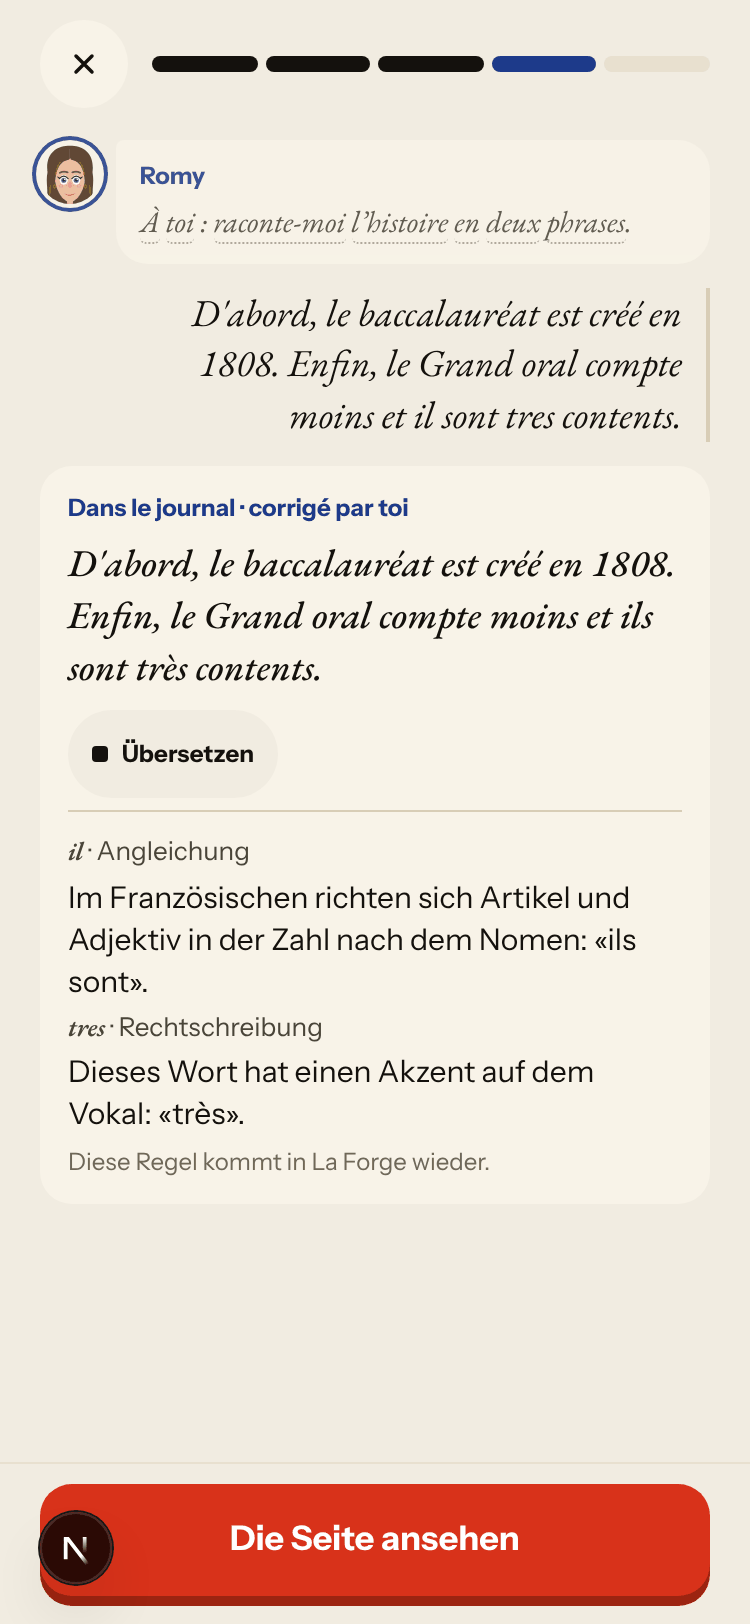 Romy
À toi : raconte-moi l’histoire en deux phrases.
D'abord, le baccalauréat est créé en
1808. Enfin, le Grand oral compte
moins et il sont tres contents.
Dans le journal · corrigé par toi
D'abord, le baccalauréat est créé en 1808.
Enfin, le Grand oral compte moins et ils
sont très contents.
Übersetzen
il · Angleichung
Im Französischen richten sich Artikel und
Adjektiv in der Zahl nach dem Nomen: «ils
sont».
tres · Rechtschreibung
Dieses Wort hat einen Akzent auf dem
Vokal: «très».
Diese Regel kommt in La Forge wieder.
Die Seite ansehen
N